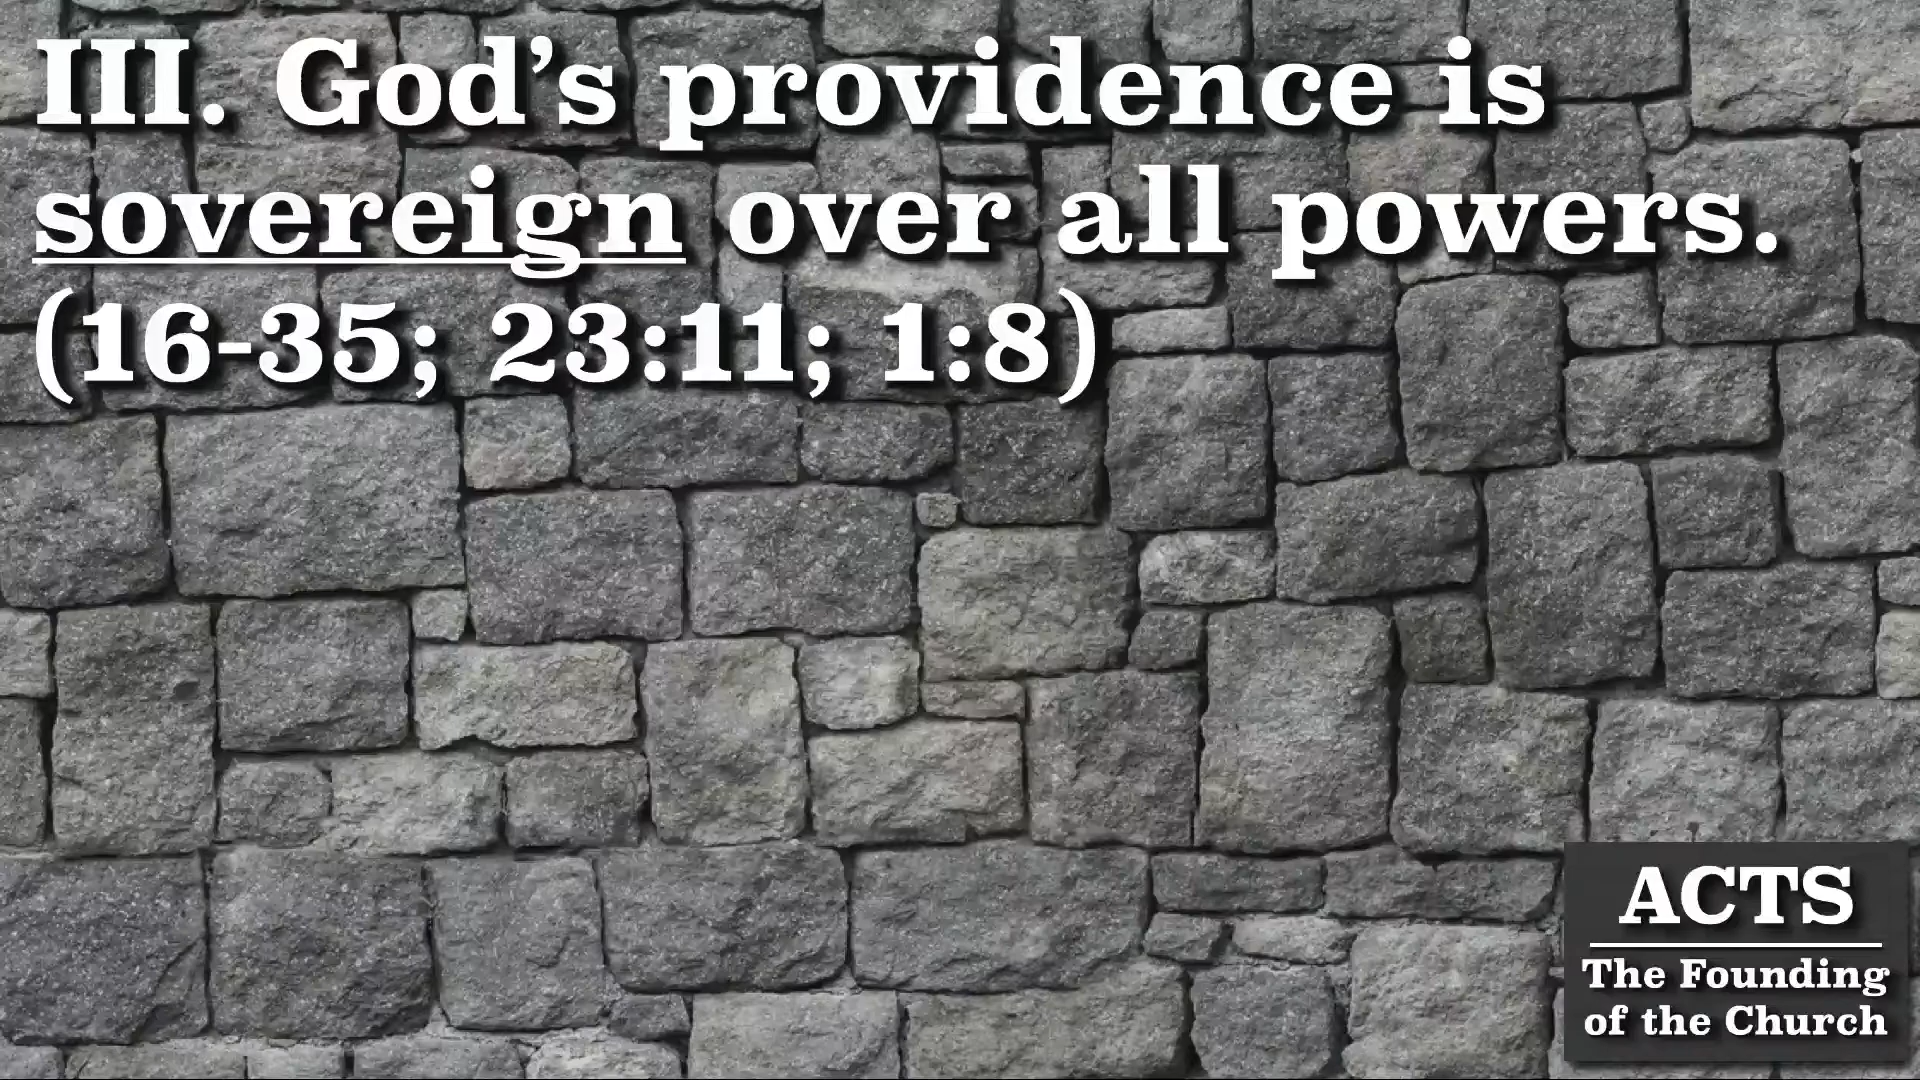 III. God’s providence is
sovereign over all powers.
(16-35; 23:11; 1:8)
ACTS
The Founding
of the Church